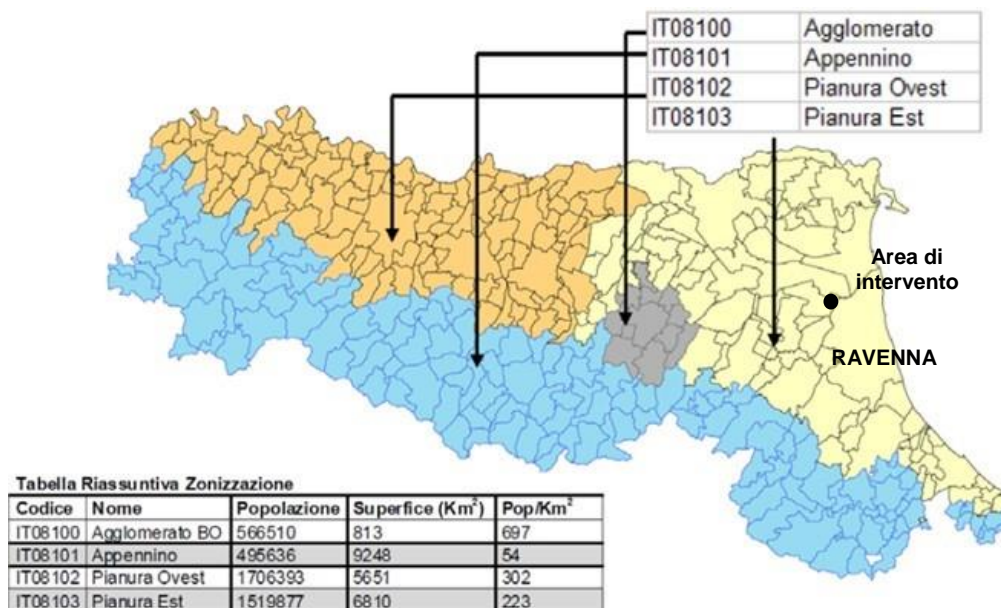 IT08100 Agglomerato
IT08101 Appennino
IT08102 Pianura Ovest
IT08103 Pianura Est
Area di
intervento
RAVENNA
Tabella Riassuntiva Zonizzazione
Codice Nome Popolazione Superfice (Km²) Pop/Km²
IT08100 Agglomerato BO 566510 813 697
IT08101 Appennino 495636 9248 54
IT08102 Pianura Ovest 1706393 5651 302
IT08103 Pianura Est 1519877 6810 223